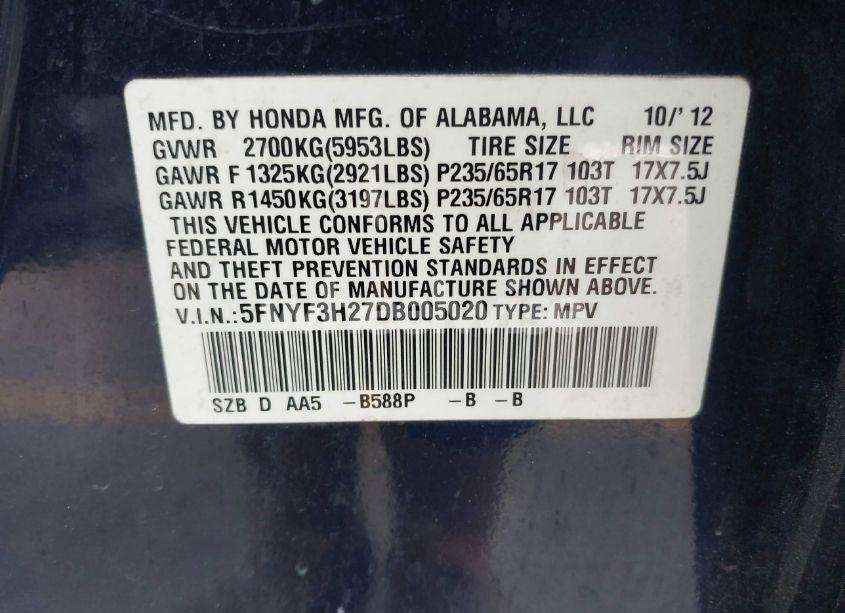 MFD. BY HONDA MFG. OF ALABAMA, LLC 10/' 12
GVWR 2700KG(5953LBS) TIRE SIZE RIM SIZE
GAWR F 1325KG(2921LBS) P235/65R17 103T 17X7.5J
GAWR R1450KG(3197LBS) P235/65R17 103T 17X7.5J
THIS VEHICLE CONFORMS TO ALL APPLICABLE
FEDERAL MOTOR VEHICLE SAFETY
AND THEFT PREVENTION STANDARDS IN EFFECT
ON THE DATE OF MANUFACTURE SHOWN ABOVE.
V.I.N.:5FNYF3H27DB005020 TYPE: MPV
SZB D AA5 -B588P -B -B